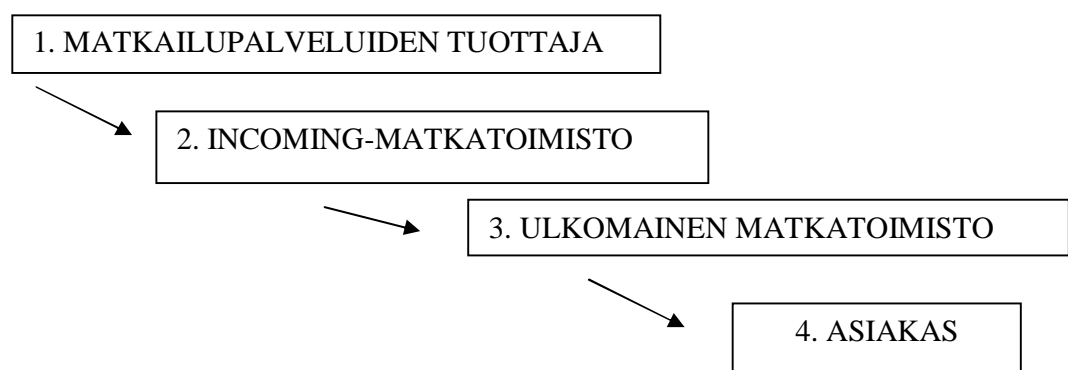 1. MATKAILUPALVELUIDEN TUOTTAJA
2. INCOMING-MATKATOIMISTO
3. ULKOMAINEN MATKATOIMISTO
4. ASIAKAS